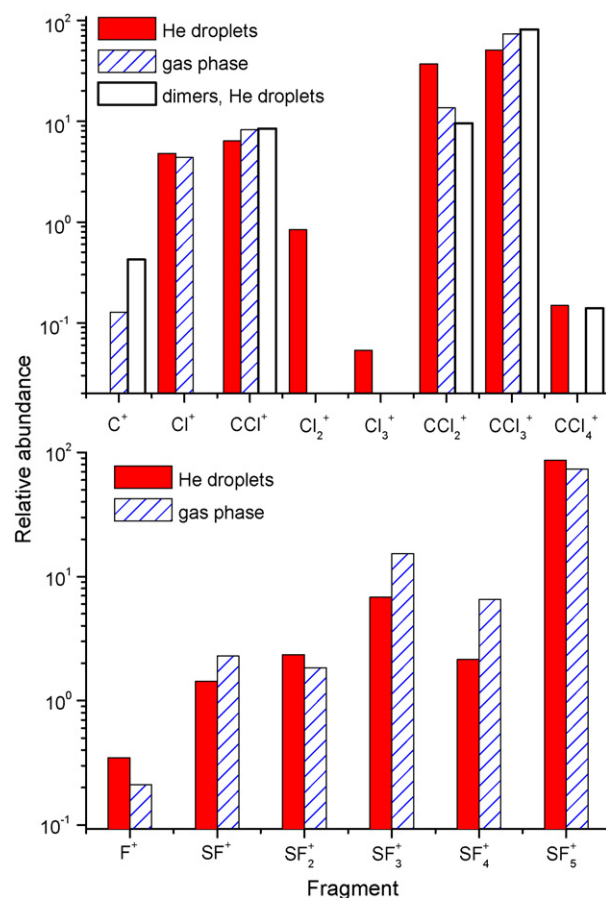 Relative abundance
10²
10¹
10⁰
10⁻¹
He droplets
gas phase
dimers, He droplets
C⁺ Cl⁺ CCl⁺ Cl₂⁺ Cl₃⁺ CCl₂⁺ CCl₃⁺ CCl₄⁺
10²
10¹
10⁰
10⁻¹
He droplets
gas phase
F⁺ SF⁺ SF₂⁺ SF₃⁺ SF₄⁺ SF₅⁺
Fragment